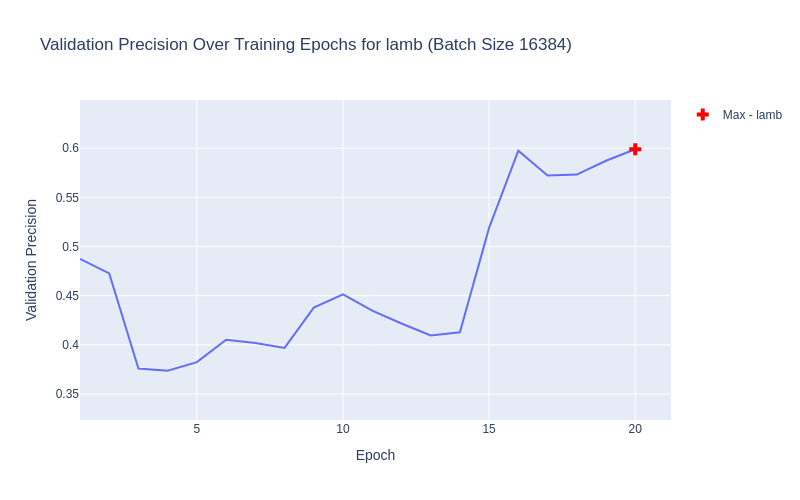 Validation Precision Over Training Epochs for lamb (Batch Size 16384)
Max - lamb
Validation Precision
0.6
0.55
0.5
0.45
0.4
0.35
5
10
15
20
Epoch